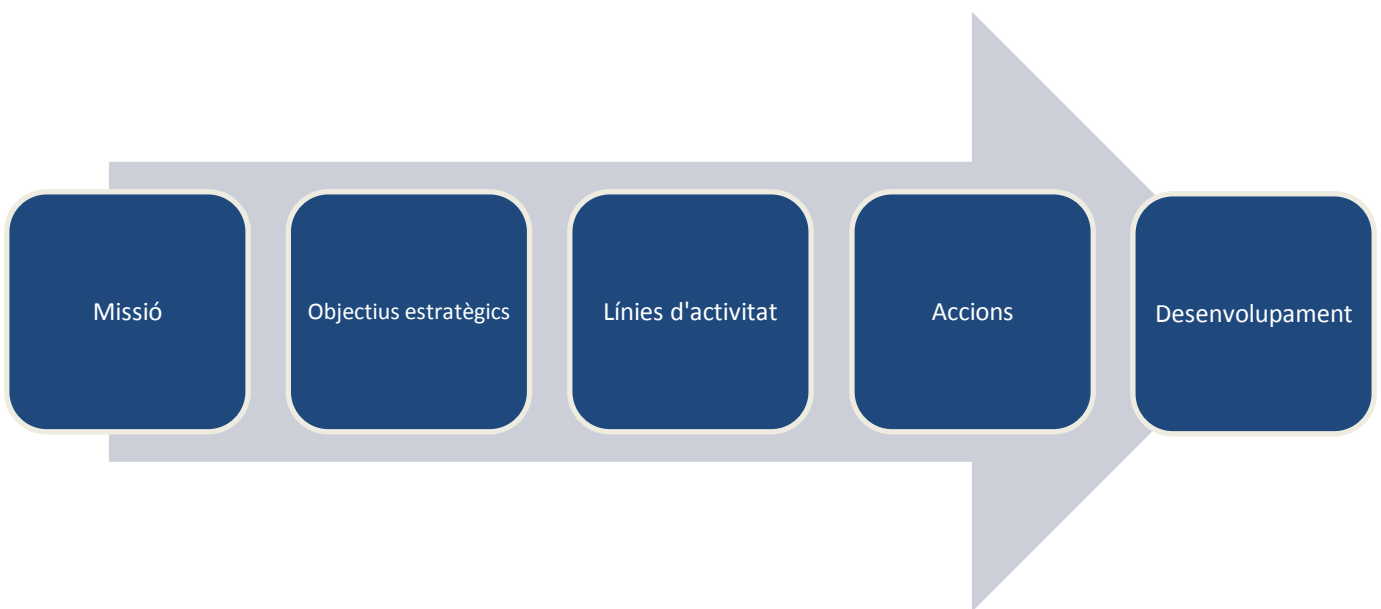 Missió
Objectius estratègics
Línies d'activitat
Accions
Desenvolupament